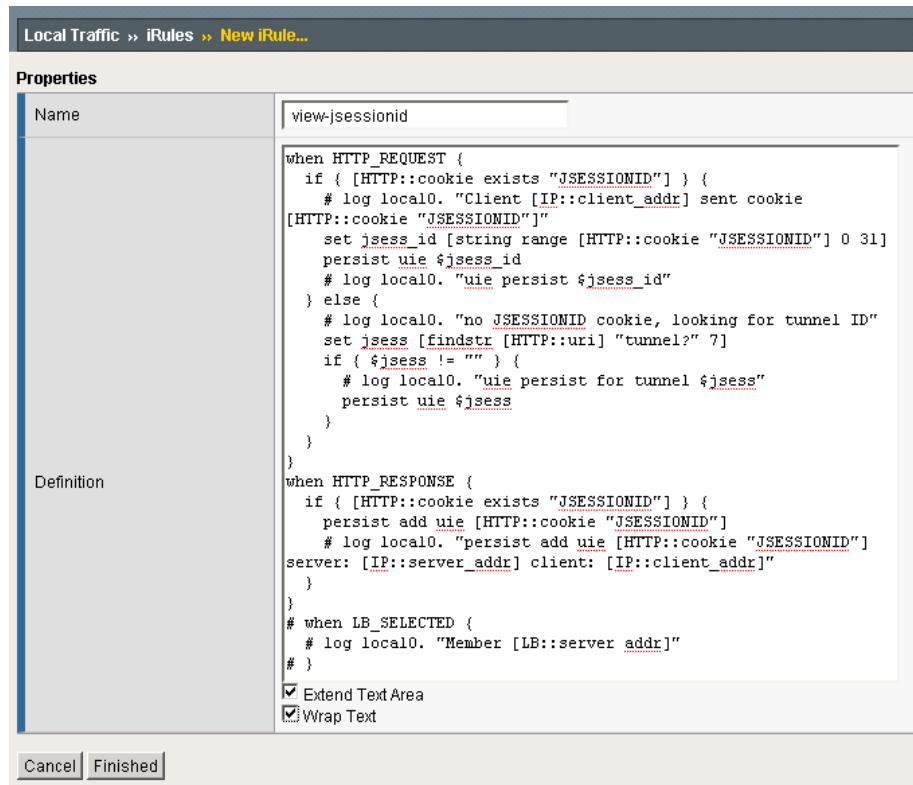 Local Traffic ›› iRules ›› New iRule...
Properties
Name
view-jsessionid
Definition
when HTTP_REQUEST {
if { [HTTP::cookie exists "JSESSIONID"] } {
# log local0. "Client [IP::client_addr] sent cookie
[HTTP::cookie "JSESSIONID"]"
set jsess_id [string range [HTTP::cookie "JSESSIONID"] 0 31]
persist uie $jsess_id
# log local0. "uie persist $jsess_id"
} else {
# log local0. "no JSESSIONID cookie, looking for tunnel ID"
set jsess [findstr [HTTP::uri] "tunnel?" 7]
if { $jsess != "" } {
# log local0. "uie persist for tunnel $jsess"
persist uie $jsess
}
}
}
when HTTP_RESPONSE {
if { [HTTP::cookie exists "JSESSIONID"] } {
persist add uie [HTTP::cookie "JSESSIONID"]
# log local0. "persist add uie [HTTP::cookie "JSESSIONID"]
server: [IP::server_addr] client: [IP::client_addr]"
}
}
# when LB_SELECTED {
# log local0. "Member [LB::server addr]"
# }
Extend Text Area
Wrap Text
Cancel Finished